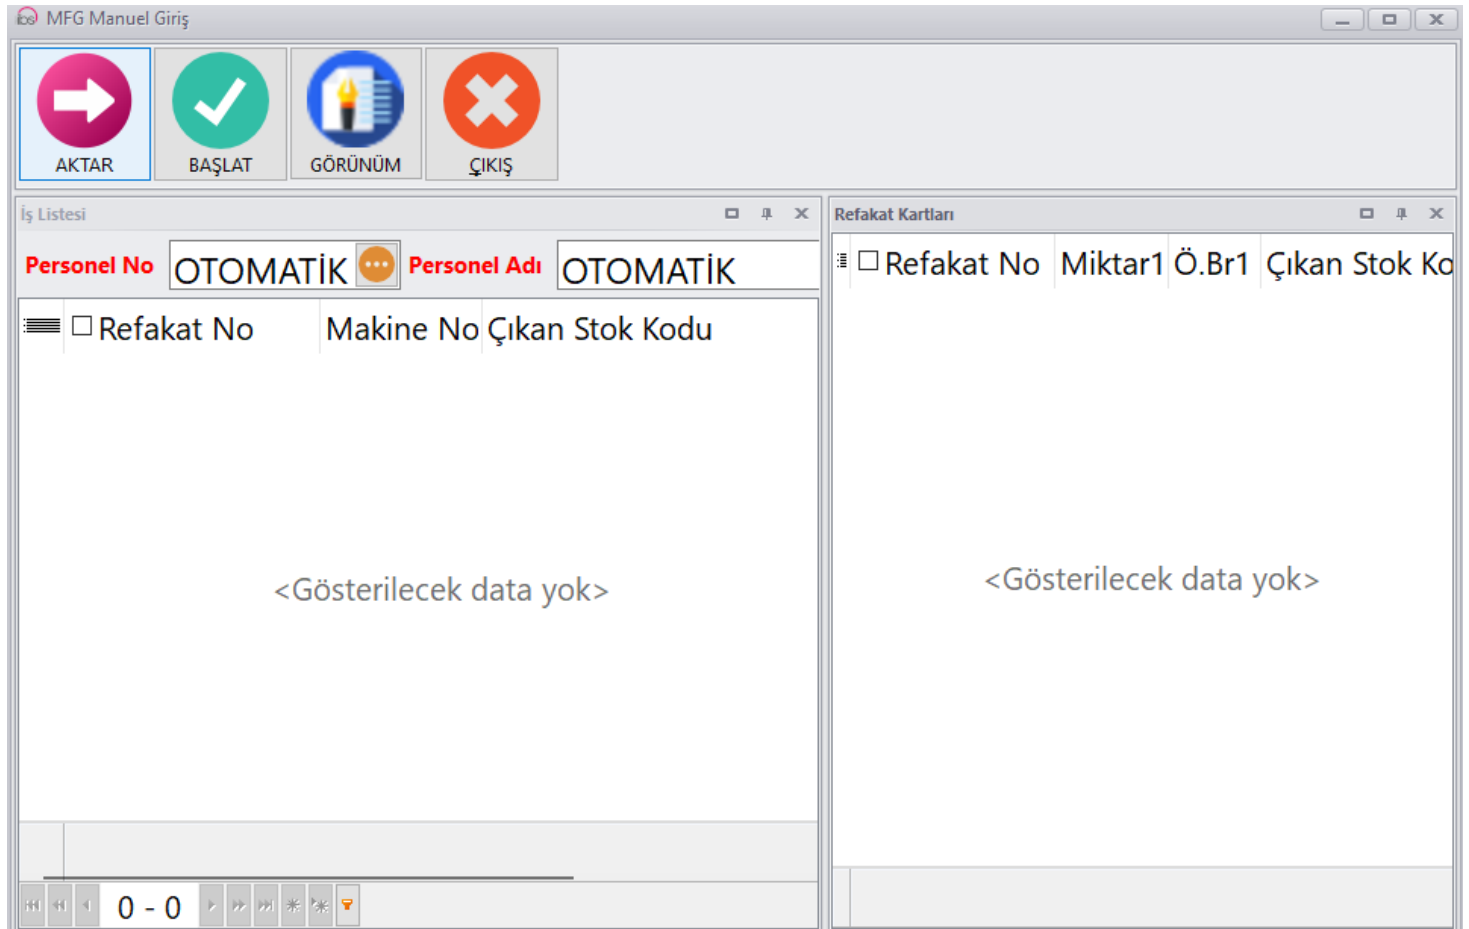 ibs MFG Manuel Giriş
AKTAR BAŞLAT GÖRÜNÜM ÇIKIŞ
İş Listesi
Personel No OTOMATİK Personel Adı OTOMATİK
Refakat No Makine No Çıkan Stok Kodu
<Gösterilecek data yok>
0 - 0
Refakat Kartları
Refakat No Miktar1 Ö.Br1 Çıkan Stok Ko
<Gösterilecek data yok>